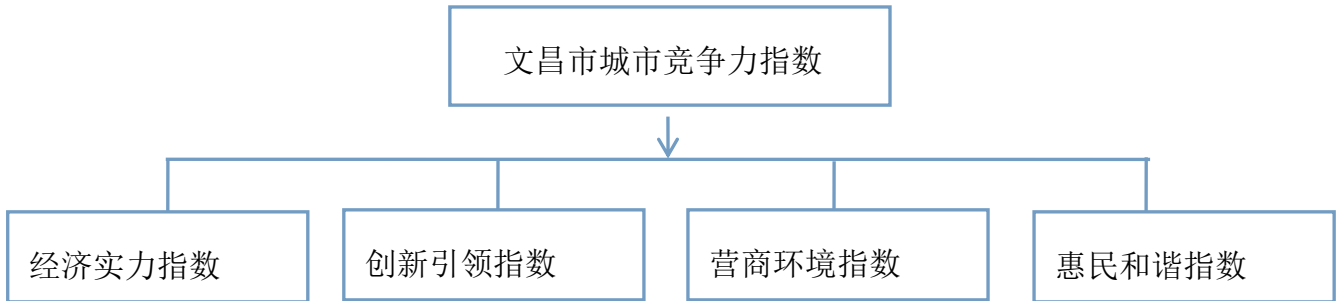 文昌市城市竞争力指数
经济实力指数
创新引领指数
营商环境指数
惠民和谐指数